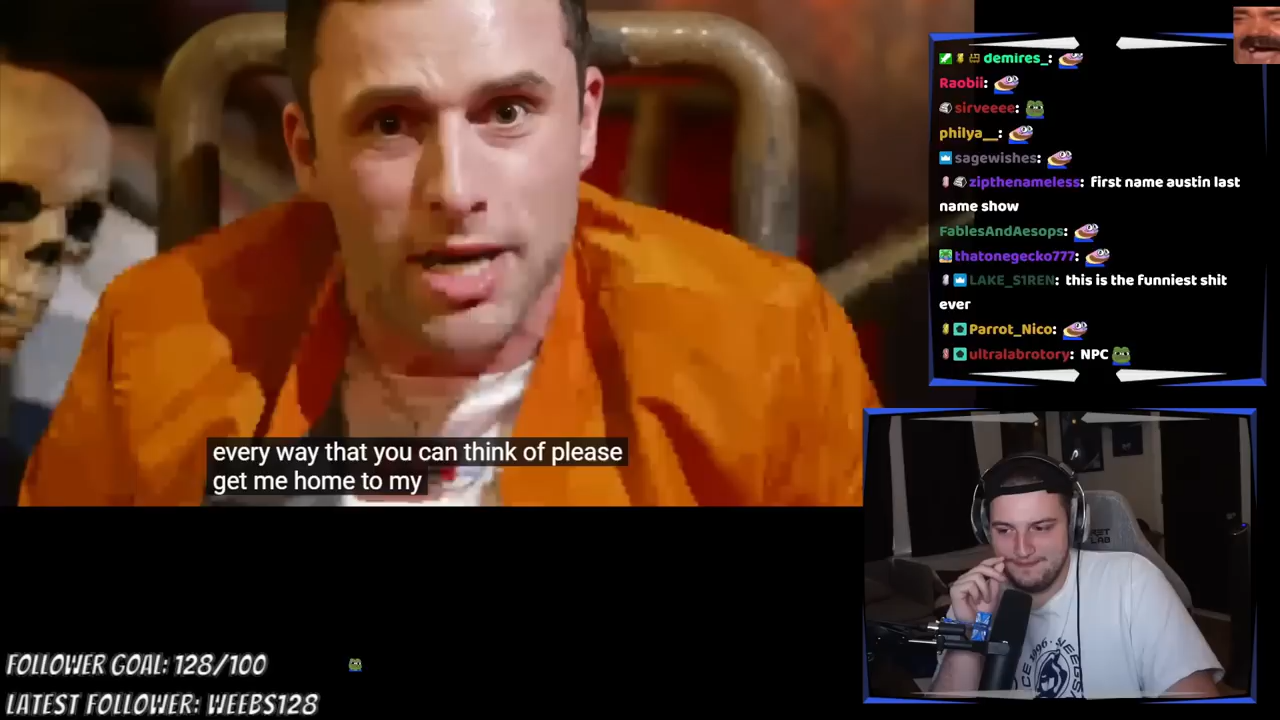 demires_:
Raobii:
sirveeee:
philya__:
sagewishes:
zipthenameless: first name austin last
name show
FablesAndAesops:
thatonegecko777:
LAKE_S1REN: this is the funniest shit
ever
Parrot_Nico:
ultralabrotory: NPC
every way that you can think of please
get me home to my
FOLLOWER GOAL: 128/100
LATEST FOLLOWER: WEEBS128